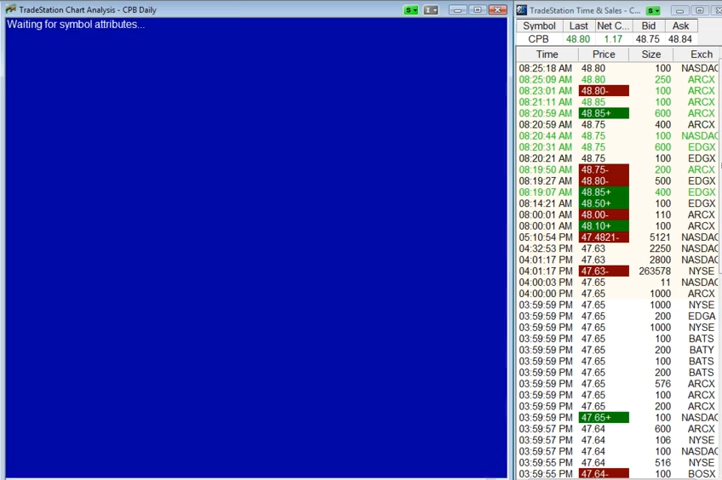 TradeStation Chart Analysis - CPB Daily
Waiting for symbol attributes...
TradeStation Time & Sales - C...
Symbol Last Net C... Bid Ask
CPB 48.80 1.17 48.75 48.84
Time Price Size Exch
08:25:18 AM 48.80 100 NASDAQ
08:25:09 AM 48.80 250 ARCX
08:23:01 AM 48.80- 100 ARCX
08:21:11 AM 48.85 100 ARCX
08:20:59 AM 48.85+ 600 ARCX
08:20:59 AM 48.75 400 ARCX
08:20:44 AM 48.75 100 NASDAQ
08:20:31 AM 48.75 600 EDGX
08:20:21 AM 48.75 100 EDGX
08:19:50 AM 48.75- 200 ARCX
08:19:27 AM 48.80- 500 EDGX
08:19:07 AM 48.85+ 400 EDGX
08:14:21 AM 48.50+ 100 EDGX
08:00:01 AM 48.00- 110 ARCX
08:00:01 AM 48.10+ 100 ARCX
05:10:54 PM 47.4821- 5121 NASDAQ
04:32:53 PM 47.63 2250 NASDAQ
04:01:17 PM 47.63 2800 NASDAQ
04:01:17 PM 47.63- 263578 NYSE
04:00:03 PM 47.65 11 NASDAQ
04:00:00 PM 47.65 1000 ARCX
03:59:59 PM 47.65 1000 NYSE
03:59:59 PM 47.65 200 EDGA
03:59:59 PM 47.65 1000 NYSE
03:59:59 PM 47.65 100 BATS
03:59:59 PM 47.65 200 BATY
03:59:59 PM 47.65 100 BATS
03:59:59 PM 47.65 200 BATS
03:59:59 PM 47.65 576 ARCX
03:59:59 PM 47.65 100 ARCX
03:59:59 PM 47.65 200 ARCX
03:59:59 PM 47.65+ 100 NASDAQ
03:59:57 PM 47.64 600 ARCX
03:59:57 PM 47.64 106 NYSE
03:59:57 PM 47.64 100 NASDAQ
03:59:55 PM 47.64 516 NYSE
03:59:55 PM 47.64- 100 BOSX